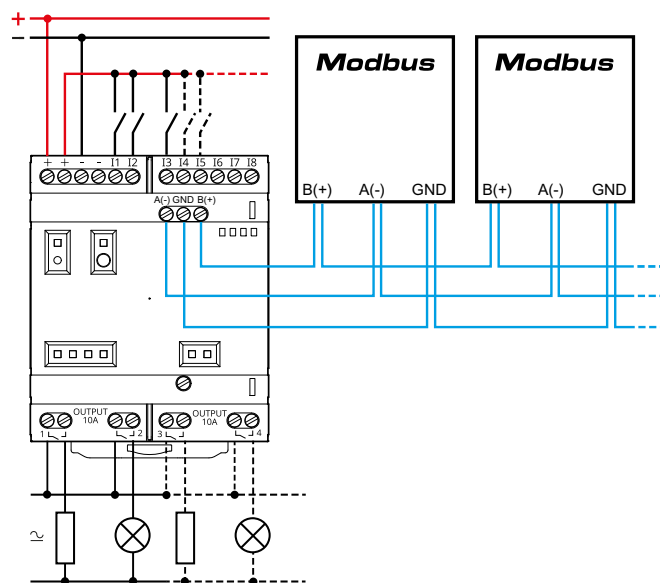 +
−
Modbus Modbus
+ + - - I1 I2 I3 I4 I5 I6 I7 I8
B(+) A(-) GND B(+) A(-) GND
A(-) GND B(+)
OUTPUT 10A OUTPUT 10A
1 2 3 4